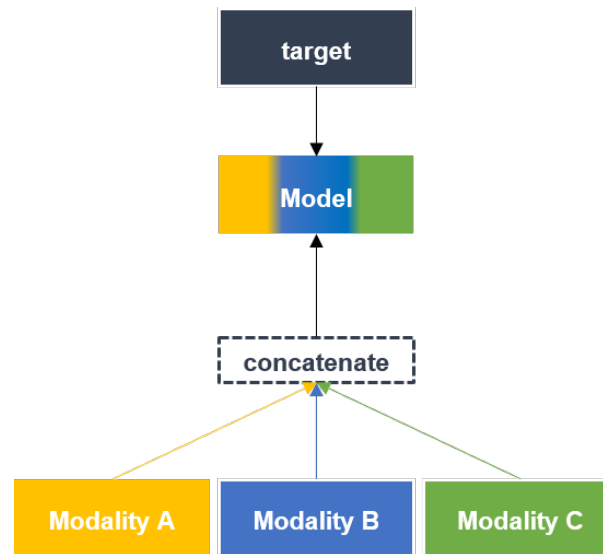 target
Model
concatenate
Modality A
Modality B
Modality C